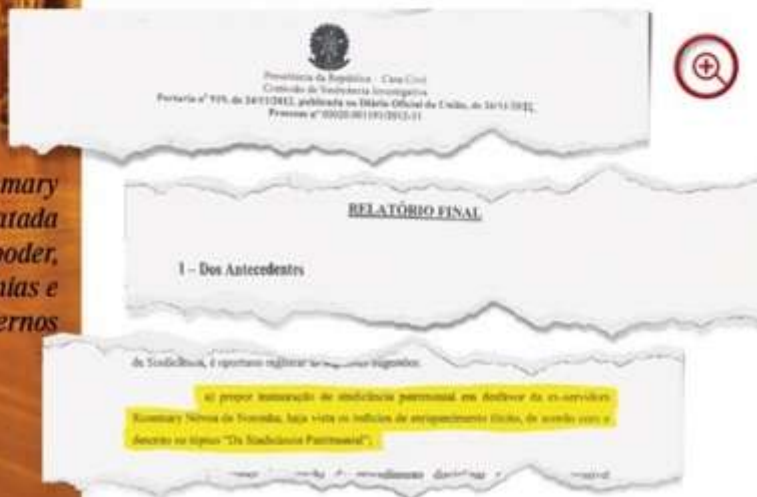 mary
atada
poder,
nias e
ernos
Presidência da República - Casa Civil
Comissão de Sindicância Investigativa
Portaria nº 919, de 24/11/2012, publicada no Diário Oficial da União, de 26/11/2012,
Processo nº
RELATÓRIO FINAL
1 – Dos Antecedentes
de Sindicância, é oportuno registrar
a) propor instauração de sindicância patrimonial em desfavor da ex-servidora
Rosemary Nóvoa de Noronha, haja vista os indícios de enriquecimento ilícito, de acordo com o
descrito no tópico "Da Sindicância Patrimonial";